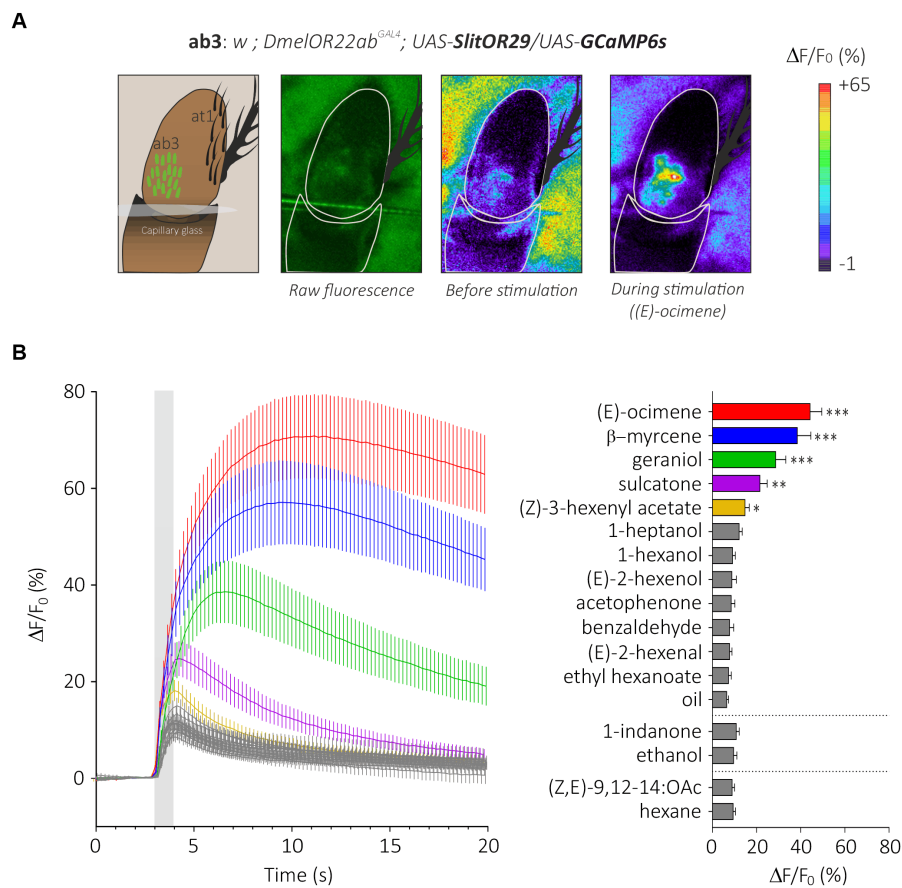 A
ab3: w ; DmelOR22ab^GAL4; UAS-SlitOR29/UAS-GCaMP6s
ΔF/F₀ (%)
+65
-1
at1
ab3
Capillary glass
Raw fluorescence
Before stimulation
During stimulation
((E)-ocimene)
B
80
60
40
20
0
ΔF/F₀ (%)
0
5
10
15
20
Time (s)
(E)-ocimene
***
β–myrcene
***
geraniol
***
sulcatone
**
(Z)-3-hexenyl acetate
*
1-heptanol
1-hexanol
(E)-2-hexenol
acetophenone
benzaldehyde
(E)-2-hexenal
ethyl hexanoate
oil
1-indanone
ethanol
(Z,E)-9,12-14:OAc
hexane
0
20
40
60
80
ΔF/F₀ (%)